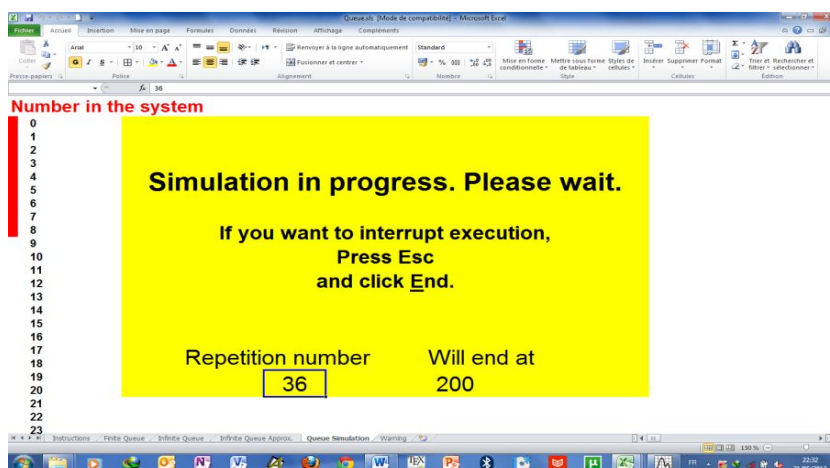 Queue.xls [Mode de compatibilité] - Microsoft Excel
Fichier Accueil Insertion Mise en page Formules Données Révision Affichage Compléments
Arial 10 Renvoyer à la ligne automatiquement Standard
Coller G I S Fusionner et centrer % 000 Mise en forme conditionnelle Mettre sous forme de tableau Styles de cellules Insérer Supprimer Format Trier et filtrer Rechercher et sélectionner
Presse-papiers Police Alignement Nombre Style Cellules Édition
fx 36
Number in the system
0
1
2
3
4
5
6
7
8
9
10
11
12
13
14
15
16
17
18
19
20
21
22
23
Simulation in progress. Please wait.
If you want to interrupt execution,
Press Esc
and click End.
Repetition number Will end at
36 200
Instructions Finite Queue Infinite Queue Infinite Queue Approx. Queue Simulation Warning
150 %
FR 22:32